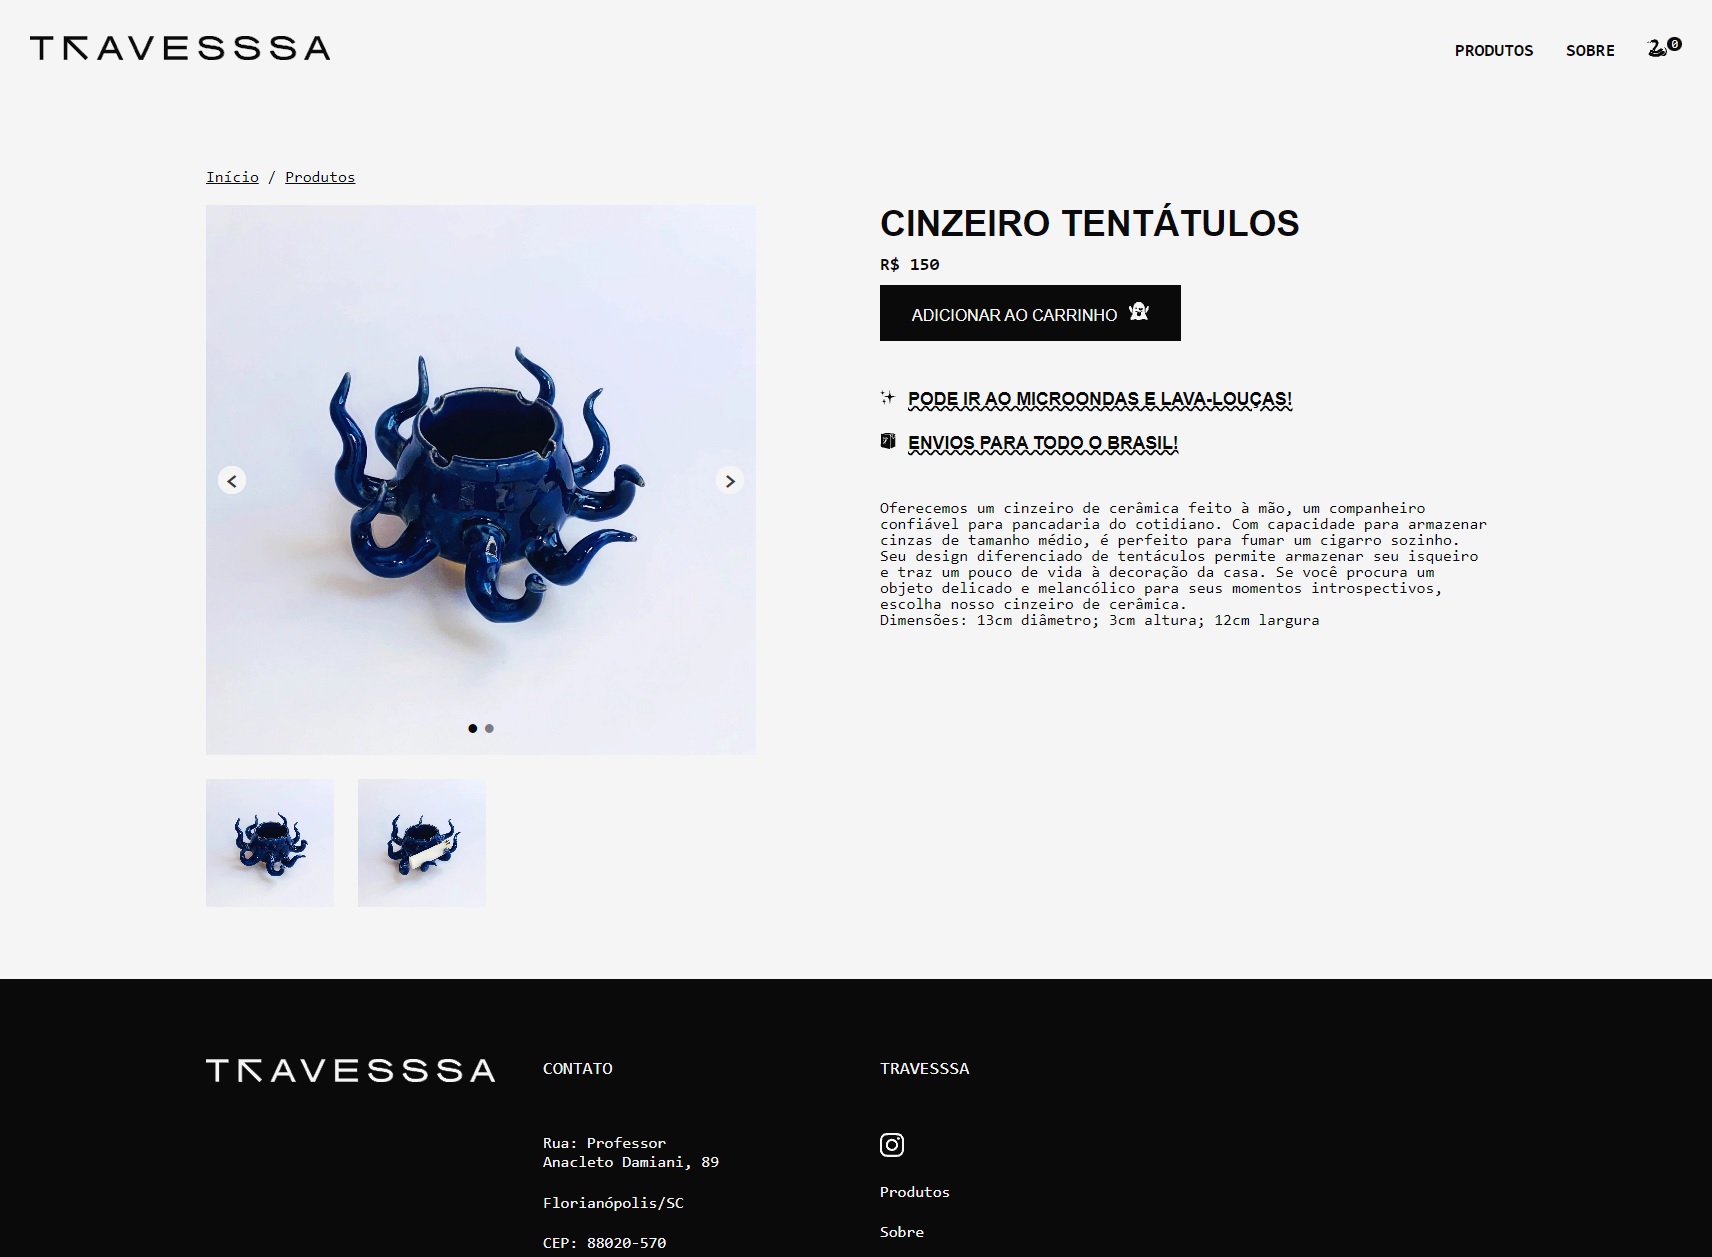 TRAVESSSA
PRODUTOS SOBRE 0
Início / Produtos
CINZEIRO TENTÁTULOS
R$ 150
ADICIONAR AO CARRINHO
PODE IR AO MICROONDAS E LAVA-LOUÇAS!
ENVIOS PARA TODO O BRASIL!
Oferecemos um cinzeiro de cerâmica feito à mão, um companheiro
confiável para pancadaria do cotidiano. Com capacidade para armazenar
cinzas de tamanho médio, é perfeito para fumar um cigarro sozinho.
Seu design diferenciado de tentáculos permite armazenar seu isqueiro
e traz um pouco de vida à decoração da casa. Se você procura um
objeto delicado e melancólico para seus momentos introspectivos,
escolha nosso cinzeiro de cerâmica.
Dimensões: 13cm diâmetro; 3cm altura; 12cm largura
TRAVESSSA
CONTATO
Rua: Professor
Anacleto Damiani, 89
Florianópolis/SC
CEP: 88020-570
TRAVESSSA
Produtos
Sobre